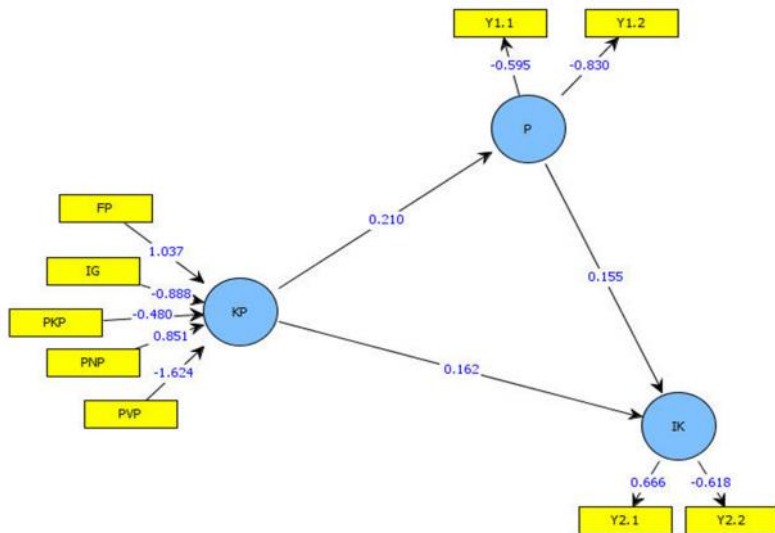 Y1.1
Y1.2
-0.595
-0.830
P
FP
0.210
1.037
IG
-0.888
KP
PKP
-0.480
0.851
PNP
-1.624
PVP
0.155
0.162
IK
0.666
-0.618
Y2.1
Y2.2